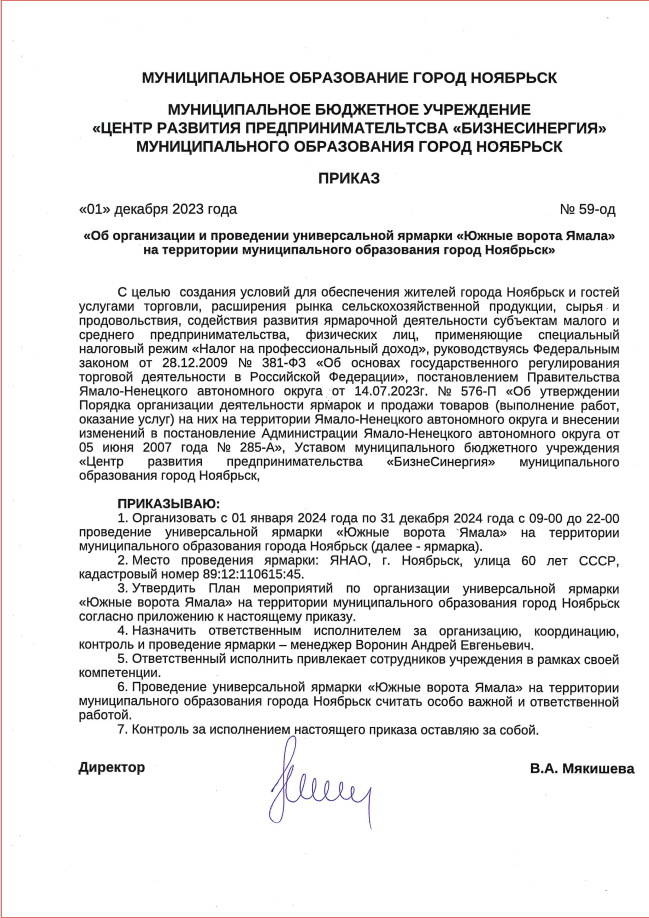 МУНИЦИПАЛЬНОЕ ОБРАЗОВАНИЕ ГОРОД НОЯБРЬСК
МУНИЦИПАЛЬНОЕ БЮДЖЕТНОЕ УЧРЕЖДЕНИЕ
«ЦЕНТР РАЗВИТИЯ ПРЕДПРИНИМАТЕЛЬТСВА «БИЗНЕСИНЕРГИЯ»
МУНИЦИПАЛЬНОГО ОБРАЗОВАНИЯ ГОРОД НОЯБРЬСК
ПРИКАЗ
«01» декабря 2023 года № 59-од
«Об организации и проведении универсальной ярмарки «Южные ворота Ямала»
на территории муниципального образования город Ноябрьск»
С целью создания условий для обеспечения жителей города Ноябрьск и гостей
услугами торговли, расширения рынка сельскохозяйственной продукции, сырья и
продовольствия, содействия развития ярмарочной деятельности субъектам малого и
среднего предпринимательства, физических лиц, применяющие специальный
налоговый режим «Налог на профессиональный доход», руководствуясь Федеральным
законом от 28.12.2009 № 381-ФЗ «Об основах государственного регулирования
торговой деятельности в Российской Федерации», постановлением Правительства
Ямало-Ненецкого автономного округа от 14.07.2023г. № 576-П «Об утверждении
Порядка организации деятельности ярмарок и продажи товаров (выполнение работ,
оказание услуг) на них на территории Ямало-Ненецкого автономного округа и внесении
изменений в постановление Администрации Ямало-Ненецкого автономного округа от
05 июня 2007 года № 285-А», Уставом муниципального бюджетного учреждения
«Центр развития предпринимательства «БизнеСинергия» муниципального
образования город Ноябрьск,
ПРИКАЗЫВАЮ:
1. Организовать с 01 января 2024 года по 31 декабря 2024 года с 09-00 до 22-00
проведение универсальной ярмарки «Южные ворота Ямала» на территории
муниципального образования города Ноябрьск (далее - ярмарка).
2. Место проведения ярмарки: ЯНАО, г. Ноябрьск, улица 60 лет СССР,
кадастровый номер 89:12:110615:45.
3. Утвердить План мероприятий по организации универсальной ярмарки
«Южные ворота Ямала» на территории муниципального образования город Ноябрьск
согласно приложению к настоящему приказу.
4. Назначить ответственным исполнителем за организацию, координацию,
контроль и проведение ярмарки – менеджер Воронин Андрей Евгеньевич.
5. Ответственный исполнить привлекает сотрудников учреждения в рамках своей
компетенции.
6. Проведение универсальной ярмарки «Южные ворота Ямала» на территории
муниципального образования города Ноябрьск считать особо важной и ответственной
работой.
7. Контроль за исполнением настоящего приказа оставляю за собой.
Директор В.А. Мякишева